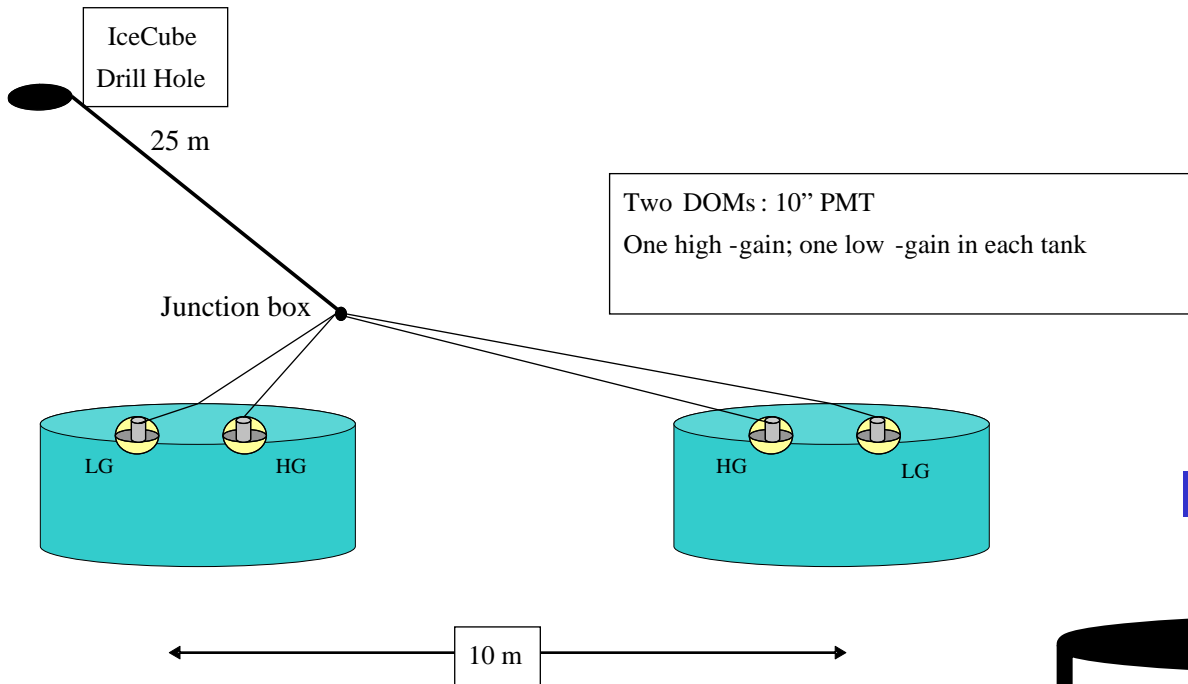 IceCube
Drill Hole
25 m
Two DOMs : 10” PMT
One high -gain; one low -gain in each tank
Junction box
LG
HG
HG
LG
10 m